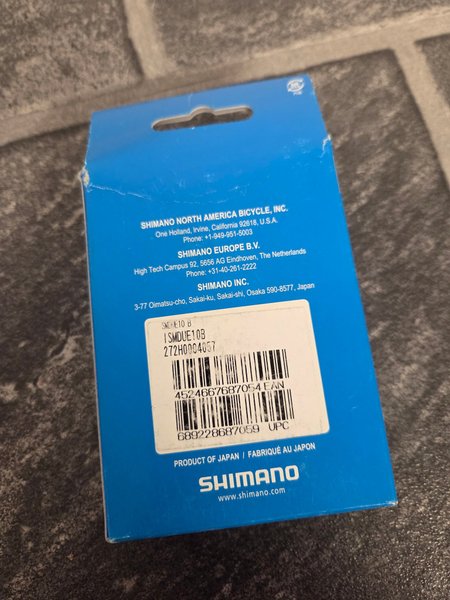 SHIMANO NORTH AMERICA BICYCLE, INC.
One Holland, Irvine, California 92618, U.S.A.
Phone: +1-949-951-5003
SHIMANO EUROPE B.V.
High Tech Campus 92, 5656 AG Eindhoven, The Netherlands
Phone: +31-40-261-2222
SHIMANO INC.
3-77 Oimatsu-cho, Sakai-ku, Sakai-shi, Osaka 590-8577, Japan
SMDUE10 B
ISMDUE10B
272H0004087
4524667687054 EAN
689228687059 UPC
PRODUCT OF JAPAN / FABRIQUÉ AU JAPON
SHIMANO
www.shimano.com